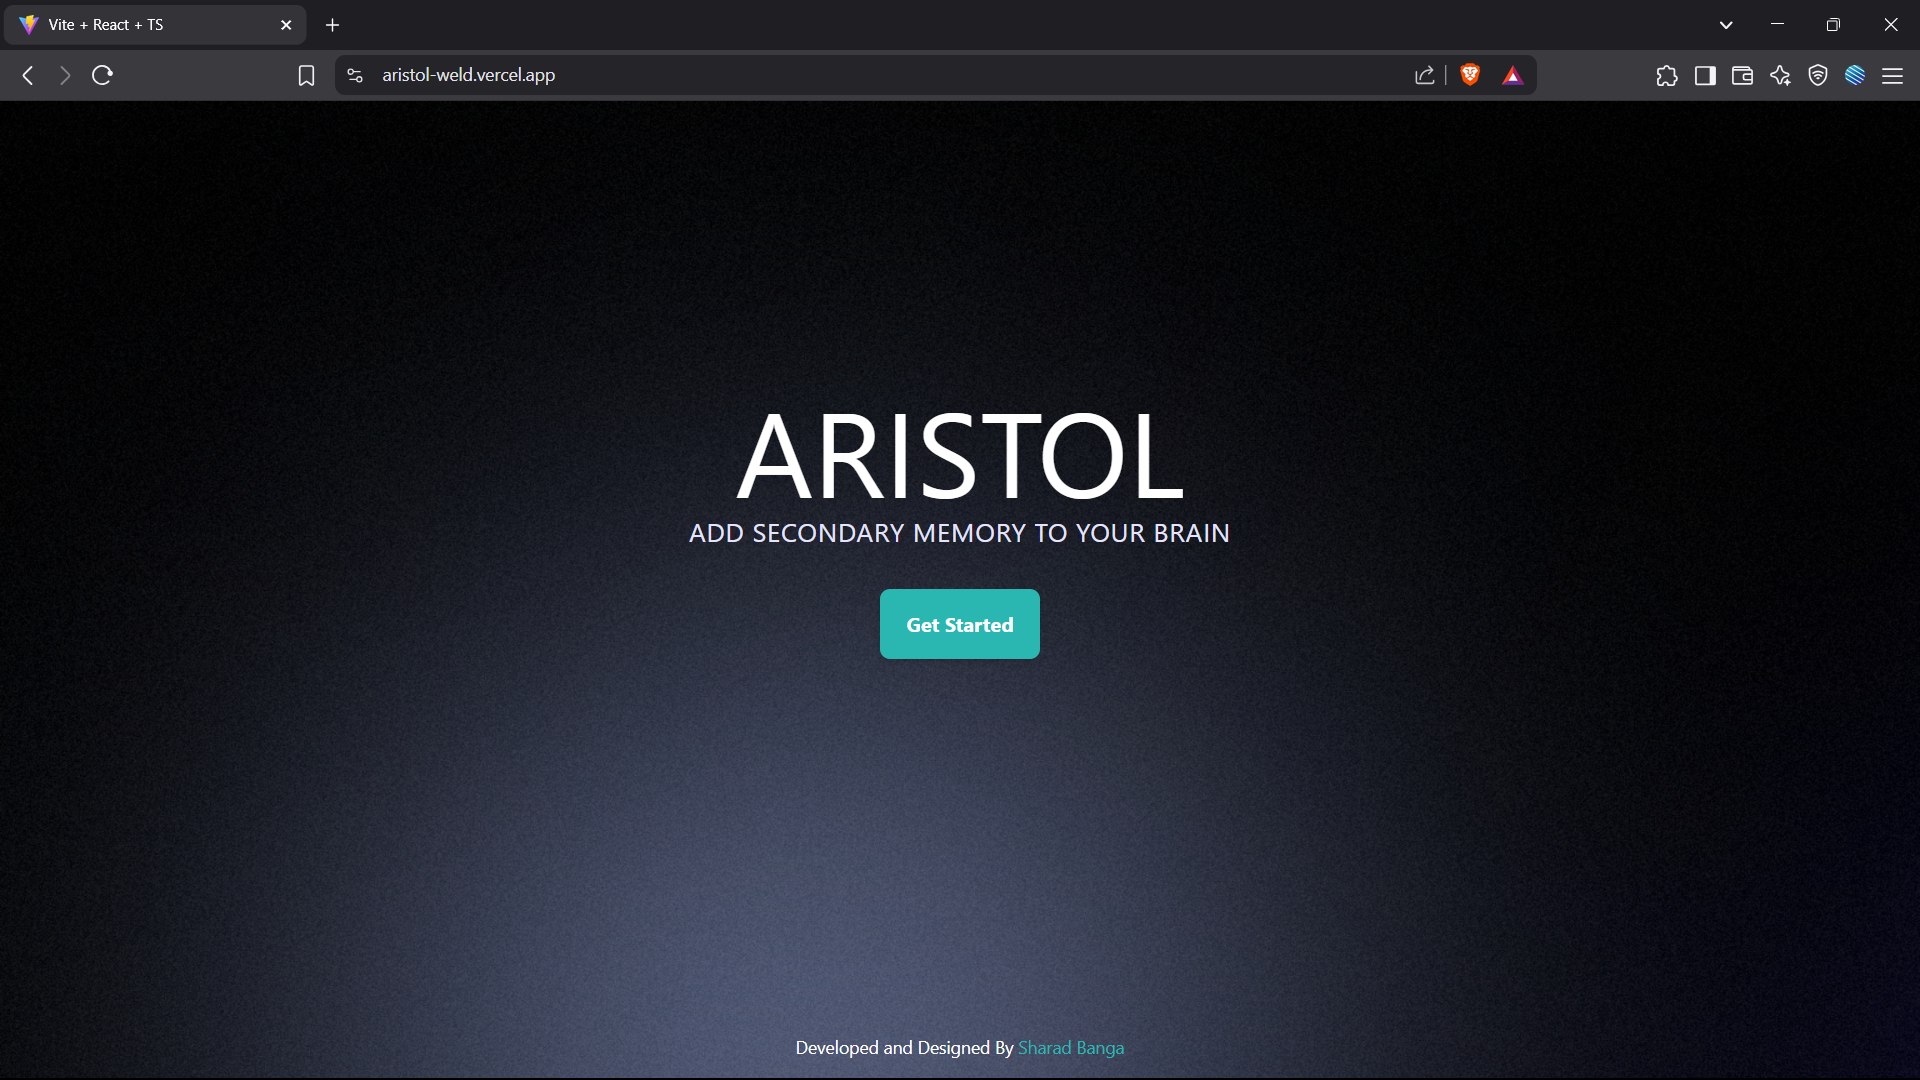 Vite + React + TS
aristol-weld.vercel.app
ARISTOL
ADD SECONDARY MEMORY TO YOUR BRAIN
Get Started
Developed and Designed By Sharad Banga